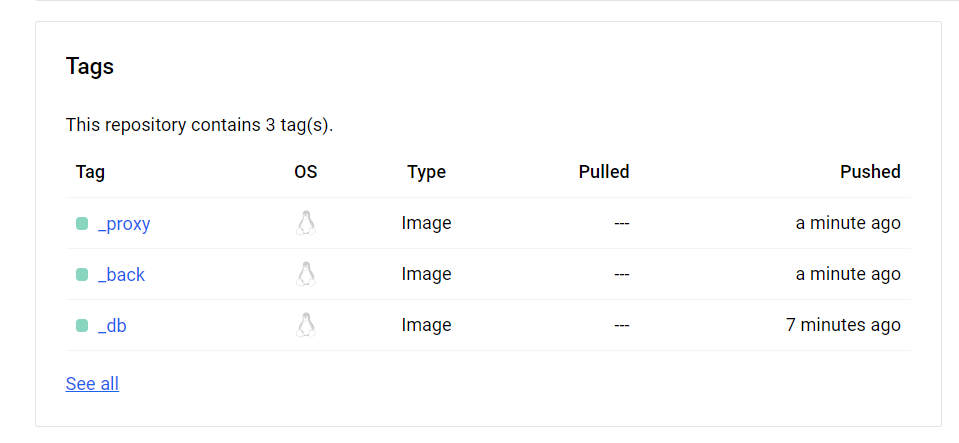 Tags
This repository contains 3 tag(s).
Tag OS Type Pulled Pushed
_proxy Image --- a minute ago
_back Image --- a minute ago
_db Image --- 7 minutes ago
See all